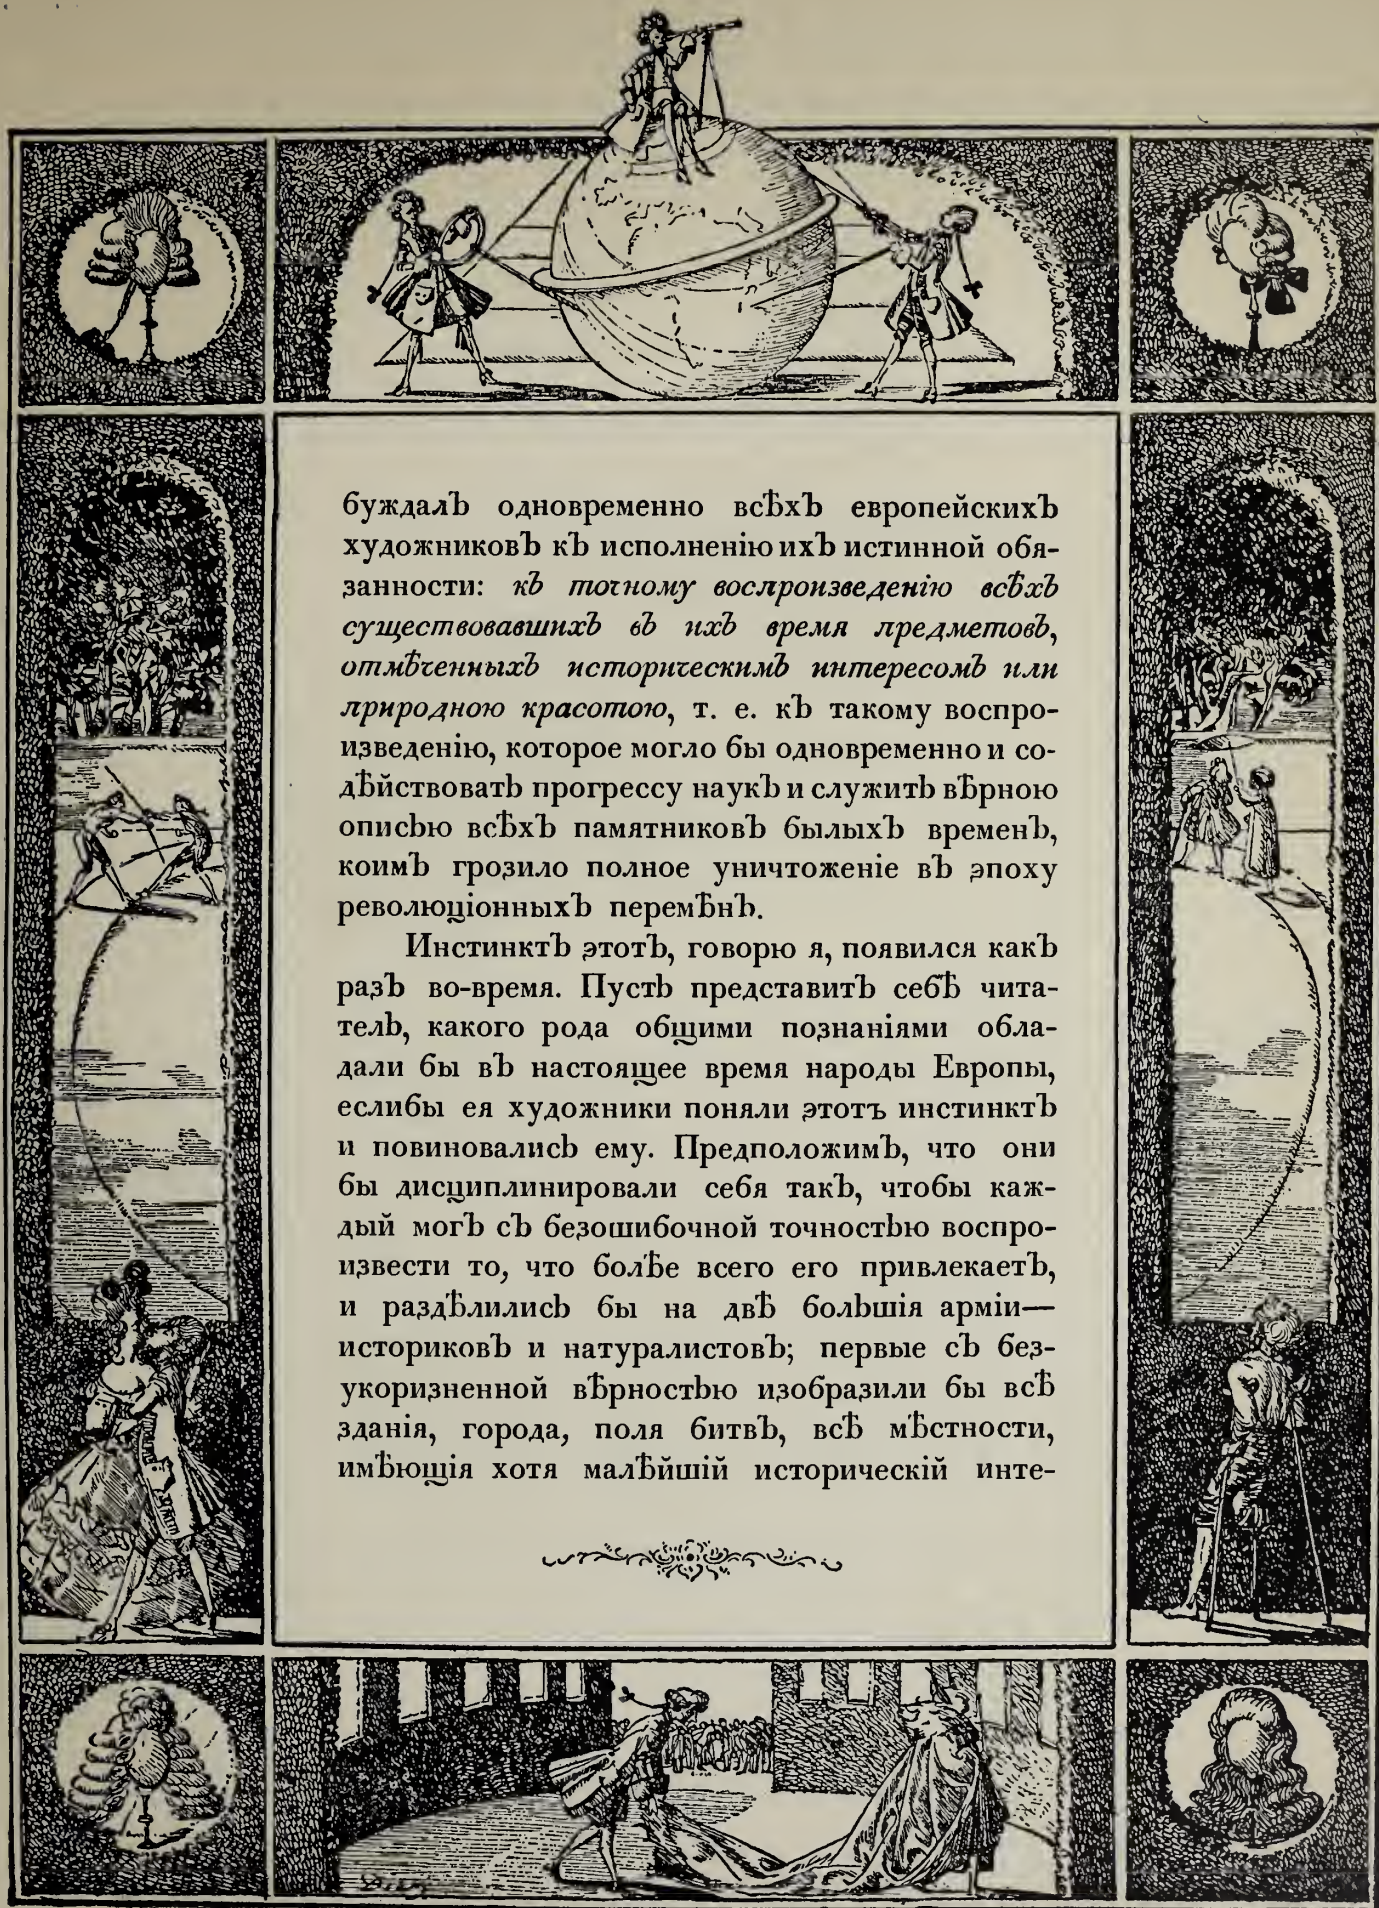 буждалъ одновременно всѣхъ европейскихъ
художниковъ къ исполненію ихъ истинной обя-
занности: къ точному воспроизведенію всѣхъ
существовавшихъ въ ихъ время предметовъ,
отмѣченныхъ историческимъ интересомъ или
природною красотою, т. е. къ такому воспро-
изведенію, которое могло бы одновременно и со-
дѣйствовать прогрессу наукъ и служить вѣрною
описью всѣхъ памятниковъ былыхъ временъ,
коимъ грозило полное уничтоженіе въ эпоху
революціонныхъ перемѣнъ.
Инстинктъ этотъ, говорю я, появился какъ
разъ во-время. Пусть представитъ себѣ чита-
тель, какого рода общими познаніями обла-
дали бы въ настоящее время народы Европы,
еслибы ея художники поняли этотъ инстинктъ
и повиновались ему. Предположимъ, что они
бы дисциплинировали себя такъ, чтобы каж-
дый могъ съ безошибочной точностью воспро-
извести то, что болѣе всего его привлекаетъ,
и раздѣлились бы на двѣ большія арміи—
историковъ и натуралистовъ; первые съ без-
укоризненной вѣрностью изобразили бы всѣ
зданія, города, поля битвъ, всѣ мѣстности,
имѣющія хотя малѣйшій историческій инте-